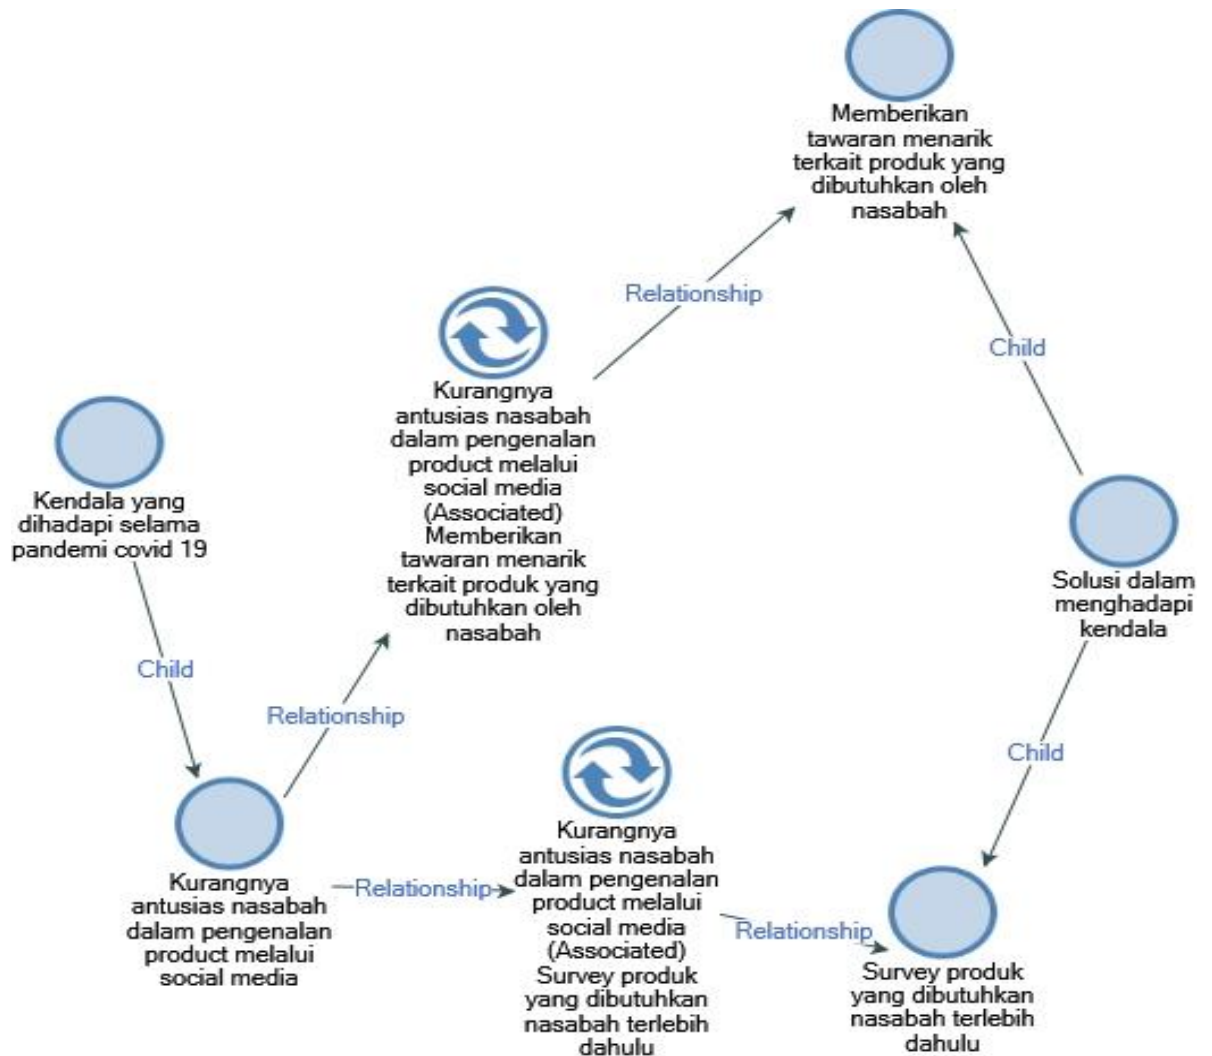 Memberikan
tawaran menarik
terkait produk yang
dibutuhkan oleh
nasabah
Relationship
Child
Kurangnya
antusias nasabah
dalam pengenalan
product melalui
social media
(Associated)
Memberikan
tawaran menarik
terkait produk yang
dibutuhkan oleh
nasabah
Kendala yang
dihadapi selama
pandemi covid 19
Solusi dalam
menghadapi
kendala
Child
Relationship
Child
Kurangnya
antusias nasabah
dalam pengenalan
product melalui
social media
Relationship
Kurangnya
antusias nasabah
dalam pengenalan
product melalui
social media
(Associated)
Survey produk
yang dibutuhkan
nasabah terlebih
dahulu
Relationship
Survey produk
yang dibutuhkan
nasabah terlebih
dahulu